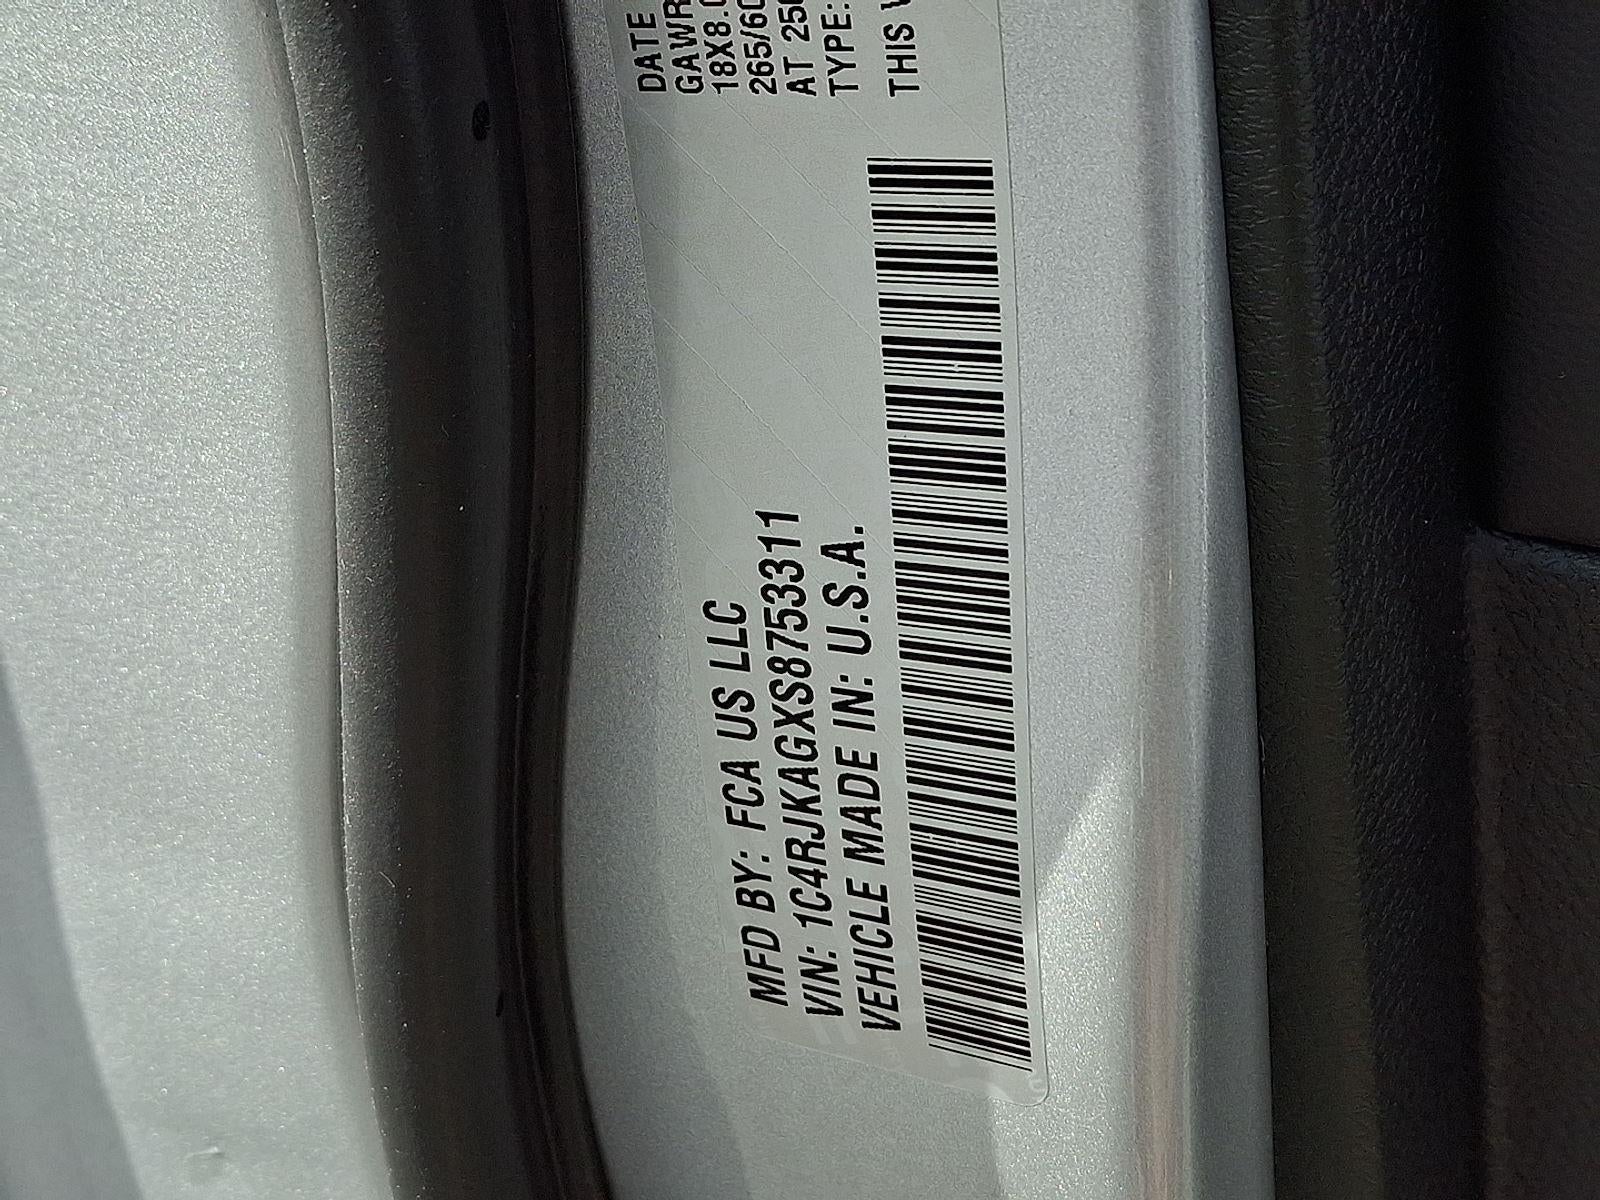 MFD BY: FCA US LLC
VIN: 1C4RJKAGXS8753311
VEHICLE MADE IN: U.S.A.
DATE
GAWR
18X8.0
265/60
AT 250
TYPE:
THIS